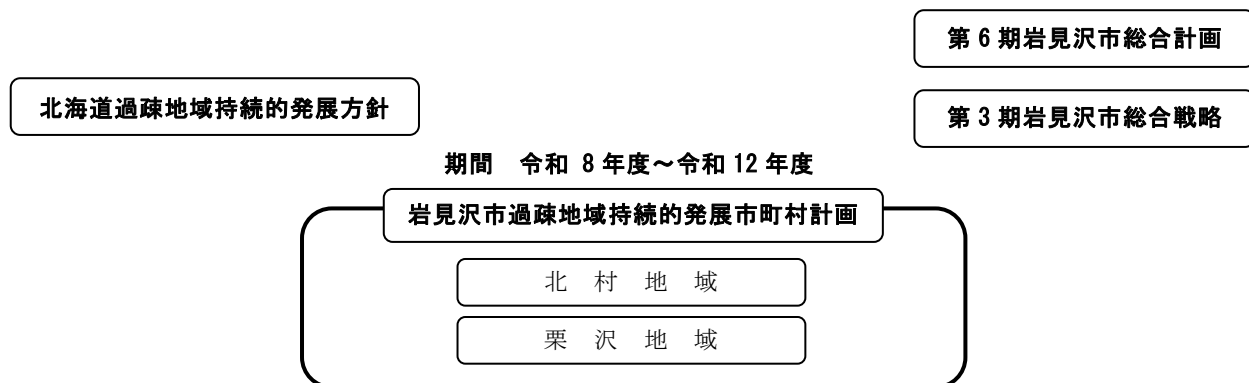 第6期岩見沢市総合計画
北海道過疎地域持続的発展方針
第3期岩見沢市総合戦略
期間　令和 8年度～令和12年度
岩見沢市過疎地域持続的発展市町村計画
北　村　地　域
栗　沢　地　域